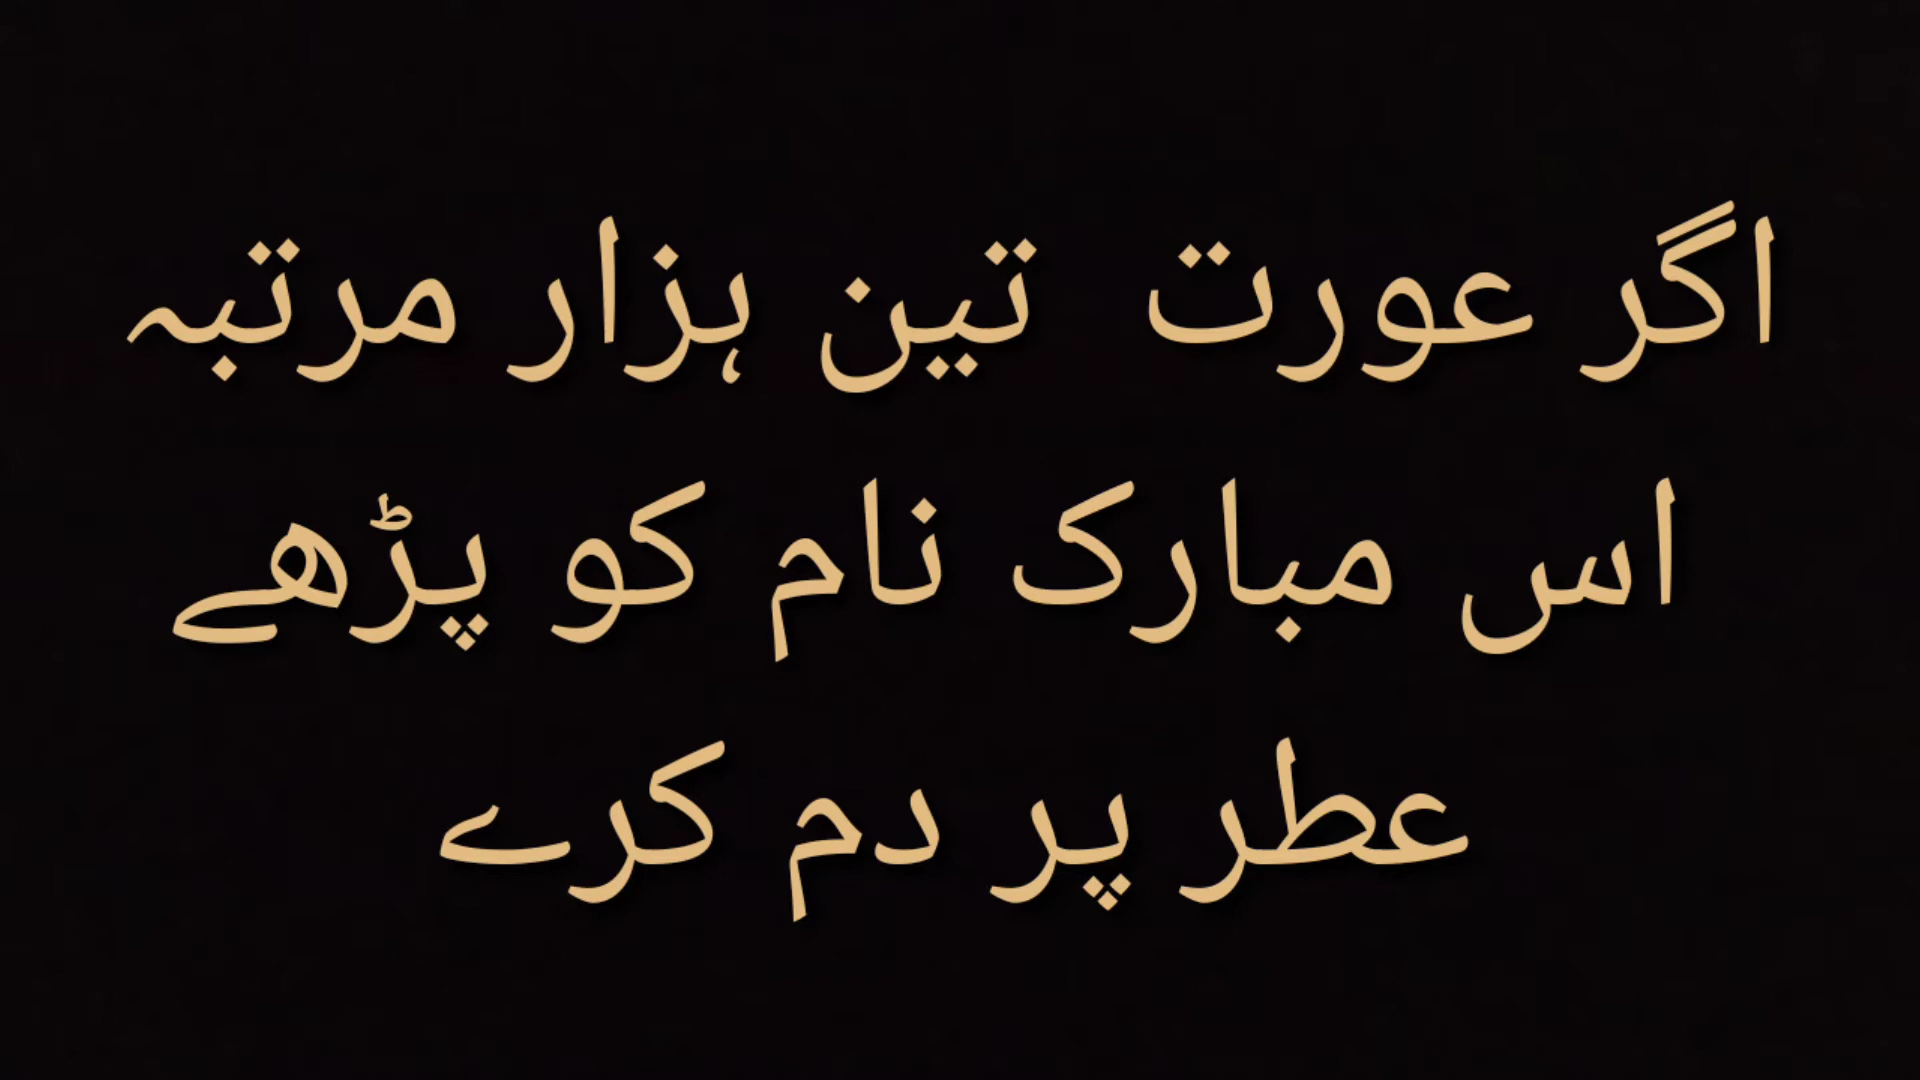 اگر عورت تین ہزار مرتبہ
اس مبارک نام کو پڑھے
عطر پر دم کرے